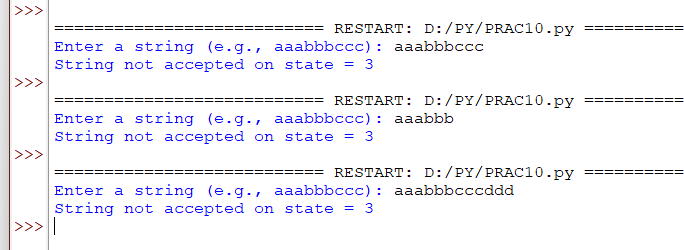 >>>
=========================== RESTART: D:/PY/PRAC10.py ==========
Enter a string (e.g., aaabbbccc): aaabbbccc
String not accepted on state = 3
>>>
=========================== RESTART: D:/PY/PRAC10.py ==========
Enter a string (e.g., aaabbbccc): aaabbb
String not accepted on state = 3
>>>
=========================== RESTART: D:/PY/PRAC10.py ==========
Enter a string (e.g., aaabbbccc): aaabbbcccddd
String not accepted on state = 3
>>>